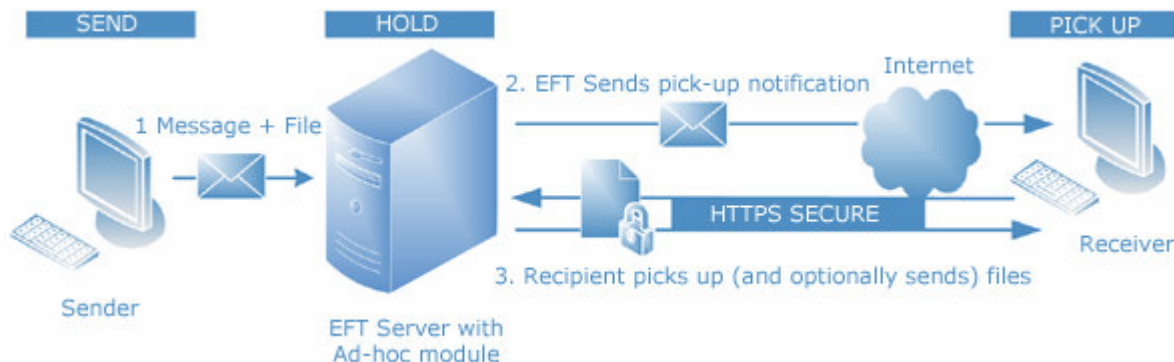 SEND
HOLD
PICK UP
1 Message + File
2. EFT Sends pick-up notification
Internet
HTTPS SECURE
3. Recipient picks up (and optionally sends) files
Sender
EFT Server with
Ad-hoc module
Receiver